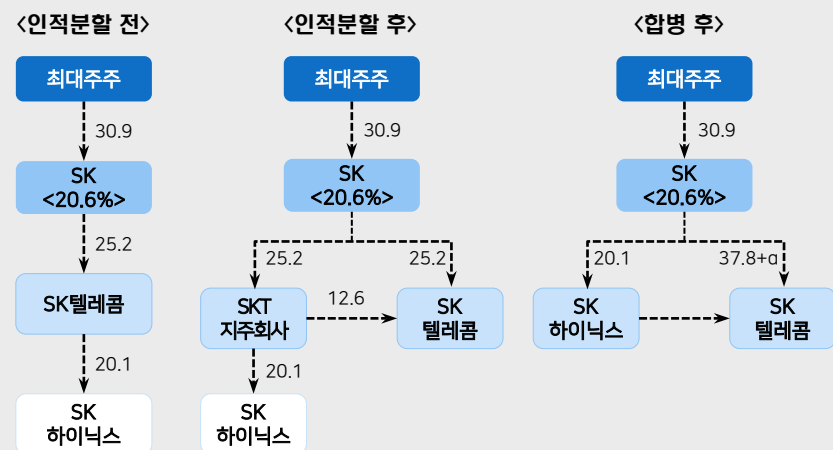 <인적분할 전>
최대주주
30.9
SK
<20.6%>
25.2
SK텔레콤
20.1
SK
하이닉스
<인적분할 후>
최대주주
30.9
SK
<20.6%>
25.2
25.2
SKT
지주회사
12.6
SK
텔레콤
20.1
SK
하이닉스
<합병 후>
최대주주
30.9
SK
<20.6%>
20.1
37.8+α
SK
하이닉스
SK
텔레콤